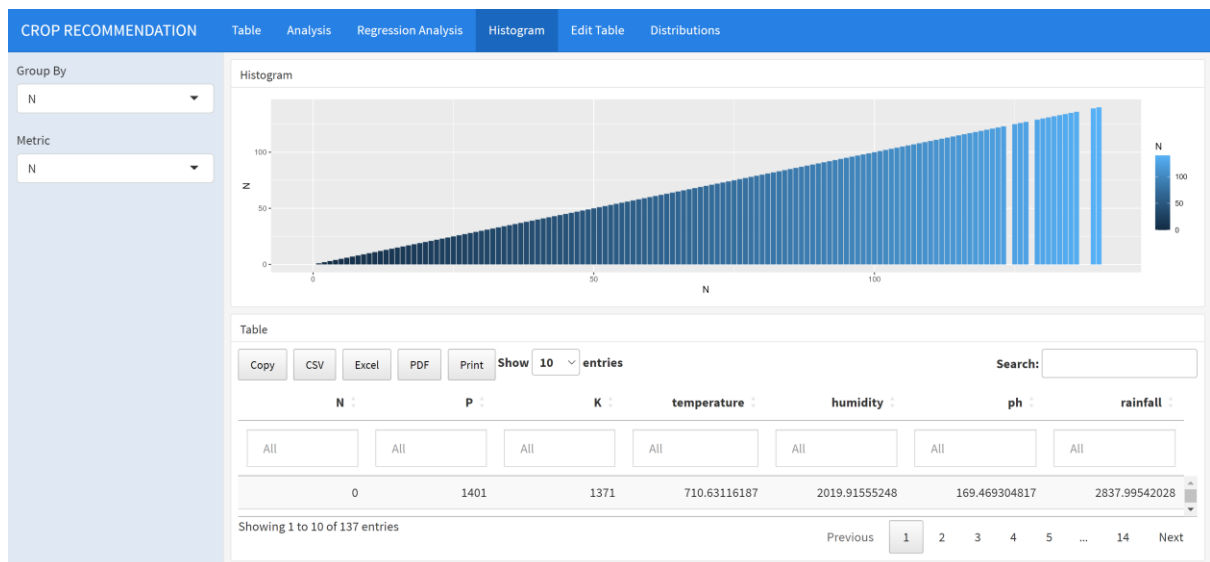 CROP RECOMMENDATION Table Analysis Regression Analysis Histogram Edit Table Distributions
Group By
N
Metric
N
Histogram
100
50
0
N
0 50 100
N
N
100
50
0
Table
Copy CSV Excel PDF Print Show 10 entries Search:
N P K temperature humidity ph rainfall
All All All All All All All
0 1401 1371 710.63116187 2019.91555248 169.469304817 2837.99542028
Showing 1 to 10 of 137 entries
Previous 1 2 3 4 5 ... 14 Next